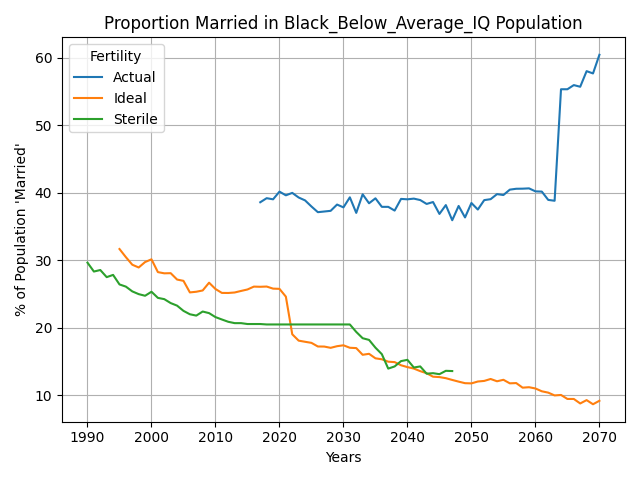 Proportion Married in Black_Below_Average_IQ Population
Fertility
Actual
Ideal
Sterile
% of Population 'Married'
60
50
40
30
20
10
1990 2000 2010 2020 2030 2040 2050 2060 2070
Years